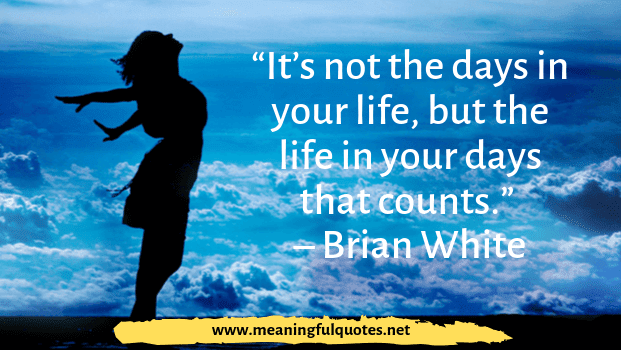 “It’s not the days in
your life, but the
life in your days
that counts.”
– Brian White
www.meaningfulquotes.net